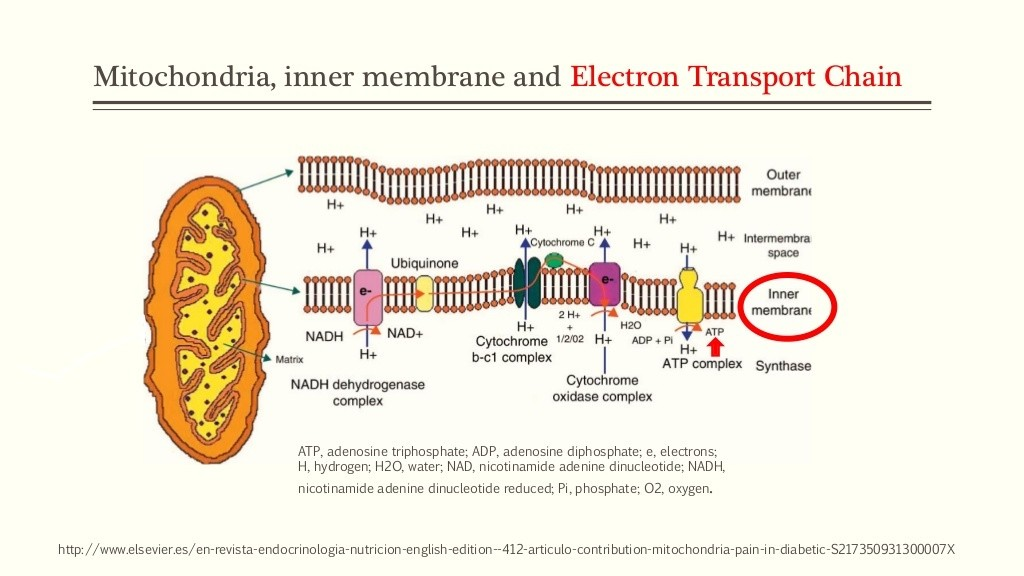 Mitochondria, inner membrane and Electron Transport Chain
Outer
membrane
H+
H+
H+
H+
H+
H+
H+
H+
H+
H+
H+
H+
H+
Cytochrome C
Intermembra
space
Ubiquinone
e-
e-
Inner
membrane
NADH
NAD+
H+
H+
Cytochrome
b-c1 complex
2 H+
+
1/2/02
H2O
H+
ADP + Pi
ATP
H+
ATP complex
Synthase
Matrix
NADH dehydrogenase
complex
Cytochrome
oxidase complex
ATP, adenosine triphosphate; ADP, adenosine diphosphate; e, electrons;
H, hydrogen; H2O, water; NAD, nicotinamide adenine dinucleotide; NADH,
nicotinamide adenine dinucleotide reduced; Pi, phosphate; O2, oxygen.
http://www.elsevier.es/en-revista-endocrinologia-nutricion-english-edition--412-articulo-contribution-mitochondria-pain-in-diabetic-S217350931300007X